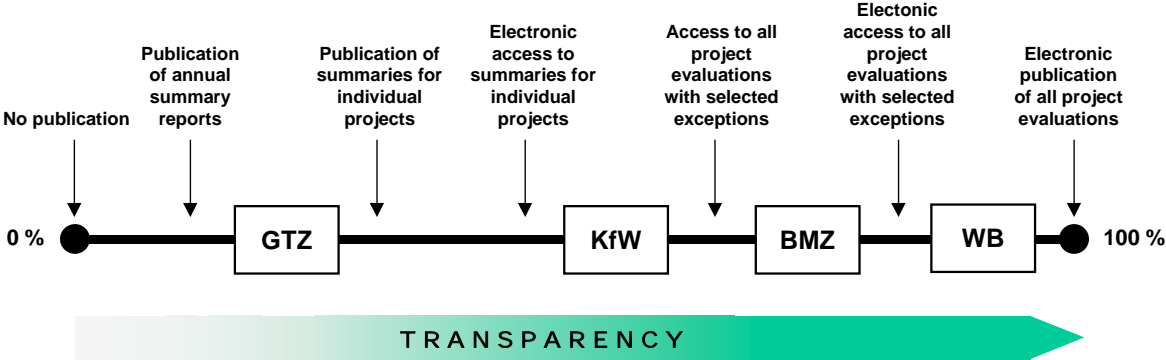 No publication
Publication
of annual
summary
reports
Publication of
summaries for
individual
projects
Electronic
access to
summaries for
individual
projects
Access to all
project
evaluations
with selected
exceptions
Electonic
access to all
project
evaluations
with selected
exceptions
Electronic
publication
of all project
evaluations
0 %
GTZ
KfW
BMZ
WB
100 %
TRANSPARENCY